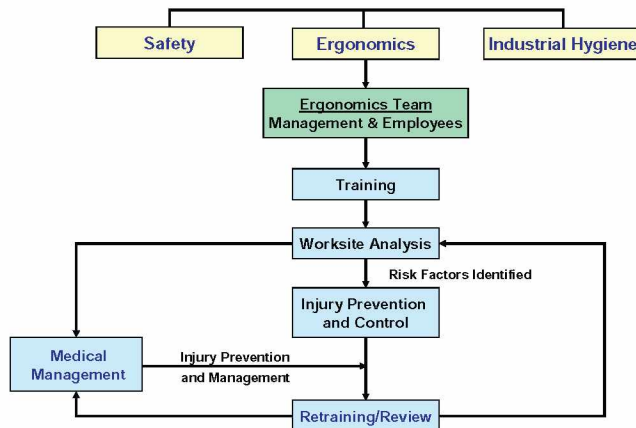 Safety
Ergonomics
Industrial Hygiene
Ergonomics Team
Management & Employees
Training
Worksite Analysis
Risk Factors Identified
Injury Prevention
and Control
Medical
Management
Injury Prevention
and Management
Retraining/Review